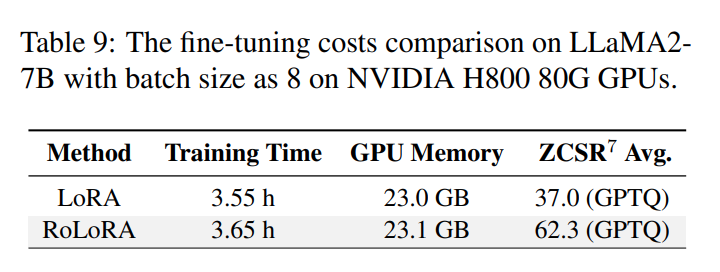 Table 9: The fine-tuning costs comparison on LLaMA2-
7B with batch size as 8 on NVIDIA H800 80G GPUs.
Method Training Time GPU Memory ZCSR⁷ Avg.
LoRA 3.55 h 23.0 GB 37.0 (GPTQ)
RoLoRA 3.65 h 23.1 GB 62.3 (GPTQ)